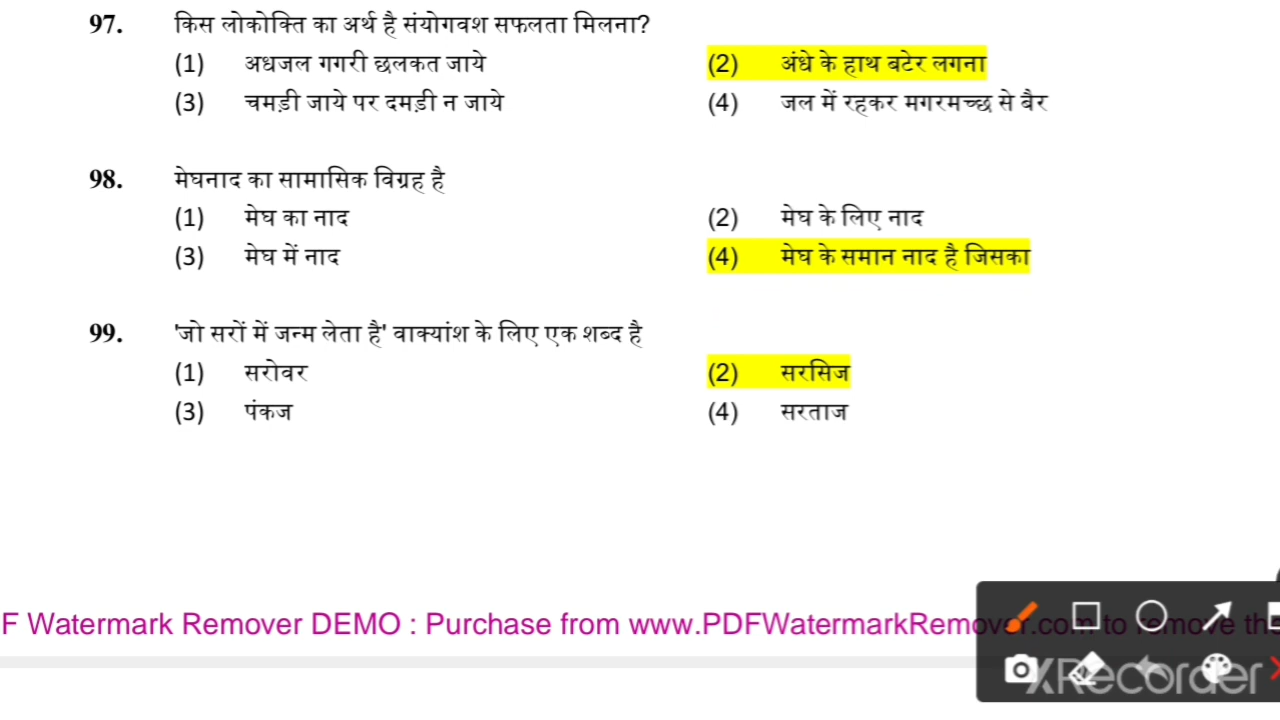 97. किस लोकोक्ति का अर्थ है संयोगवश सफलता मिलना?
(1) अधजल गगरी छलकत जाये (2) अंधे के हाथ बटेर लगना
(3) चमड़ी जाये पर दमड़ी न जाये (4) जल में रहकर मगरमच्छ से बैर
98. मेघनाद का सामासिक विग्रह है
(1) मेघ का नाद (2) मेघ के लिए नाद
(3) मेघ में नाद (4) मेघ के समान नाद है जिसका
99. 'जो सरों में जन्म लेता है' वाक्यांश के लिए एक शब्द है
(1) सरोवर (2) सरसिज
(3) पंकज (4) सरताज
F Watermark Remover DEMO : Purchase from www.PDFWatermarkRemover.com to remove the
XRecorder